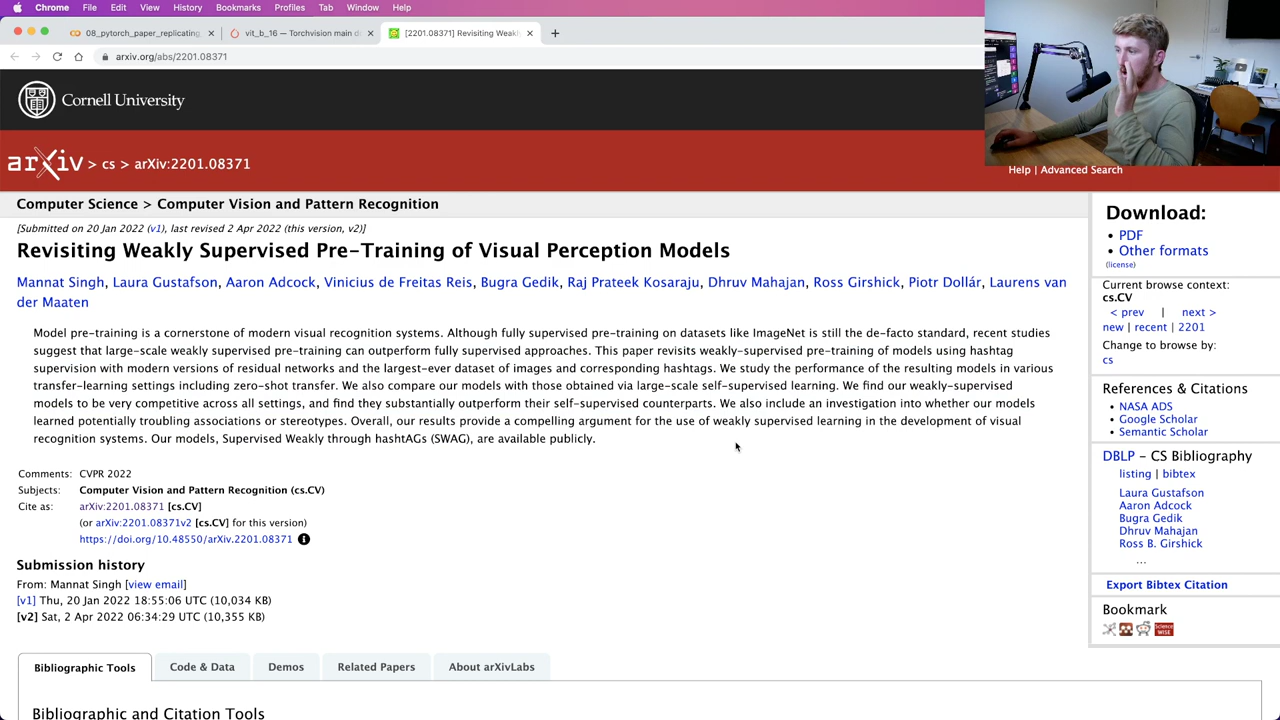 Chrome File Edit View History Bookmarks Profiles Tab Window Help
08_pytorch_paper_replicating. vit_b_16 — Torchvision main d [2201.08371] Revisiting Weakl
arxiv.org/abs/2201.08371
Cornell University
arXiv > cs > arXiv:2201.08371
Help | Advanced Search
Computer Science > Computer Vision and Pattern Recognition
[Submitted on 20 Jan 2022 (v1), last revised 2 Apr 2022 (this version, v2)]
Revisiting Weakly Supervised Pre-Training of Visual Perception Models
Mannat Singh, Laura Gustafson, Aaron Adcock, Vinicius de Freitas Reis, Bugra Gedik, Raj Prateek Kosaraju, Dhruv Mahajan, Ross Girshick, Piotr Dollár, Laurens van
der Maaten
Model pre-training is a cornerstone of modern visual recognition systems. Although fully supervised pre-training on datasets like ImageNet is still the de-facto standard, recent studies
suggest that large-scale weakly supervised pre-training can outperform fully supervised approaches. This paper revisits weakly-supervised pre-training of models using hashtag
supervision with modern versions of residual networks and the largest-ever dataset of images and corresponding hashtags. We study the performance of the resulting models in various
transfer-learning settings including zero-shot transfer. We also compare our models with those obtained via large-scale self-supervised learning. We find our weakly-supervised
models to be very competitive across all settings, and find they substantially outperform their self-supervised counterparts. We also include an investigation into whether our models
learned potentially troubling associations or stereotypes. Overall, our results provide a compelling argument for the use of weakly supervised learning in the development of visual
recognition systems. Our models, Supervised Weakly through hashtAGs (SWAG), are available publicly.
Comments: CVPR 2022
Subjects: Computer Vision and Pattern Recognition (cs.CV)
Cite as: arXiv:2201.08371 [cs.CV]
(or arXiv:2201.08371v2 [cs.CV] for this version)
https://doi.org/10.48550/arXiv.2201.08371
Submission history
From: Mannat Singh [view email]
[v1] Thu, 20 Jan 2022 18:55:06 UTC (10,034 KB)
[v2] Sat, 2 Apr 2022 06:34:29 UTC (10,355 KB)
Bibliographic Tools Code & Data Demos Related Papers About arXivLabs
Bibliographic and Citation Tools
Download:
• PDF
• Other formats
(license)
Current browse context:
cs.CV
< prev | next >
new | recent | 2201
Change to browse by:
cs
References & Citations
• NASA ADS
• Google Scholar
• Semantic Scholar
DBLP – CS Bibliography
listing | bibtex
Laura Gustafson
Aaron Adcock
Bugra Gedik
Dhruv Mahajan
Ross B. Girshick
...
Export Bibtex Citation
Bookmark
Science
WISE